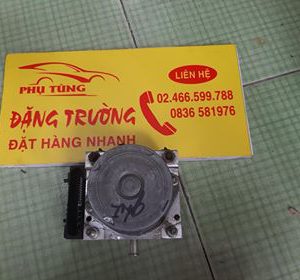 PHỤ TÙNG
LIÊN HỆ
02.466.599.788
0836 581976
ĐẶNG TRƯỜNG
ĐẶT HÀNG NHANH